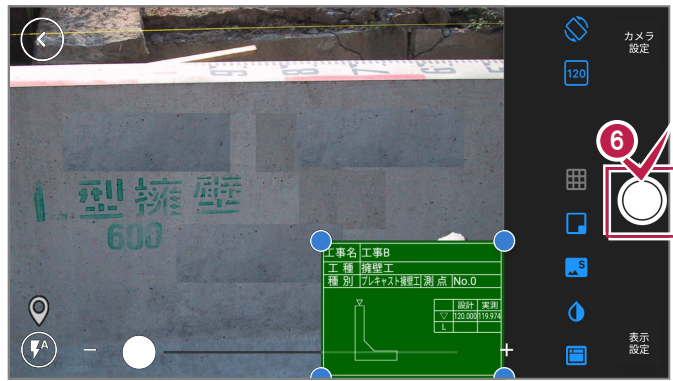 カメラ
設定
120
6
L型擁壁
600
工事名 工事B
工 種 擁壁工
種 別 プレキャスト擁壁工 測 点 No.0
設計 実測
▽ 120.000 119.974
L
S
A
表示
設定